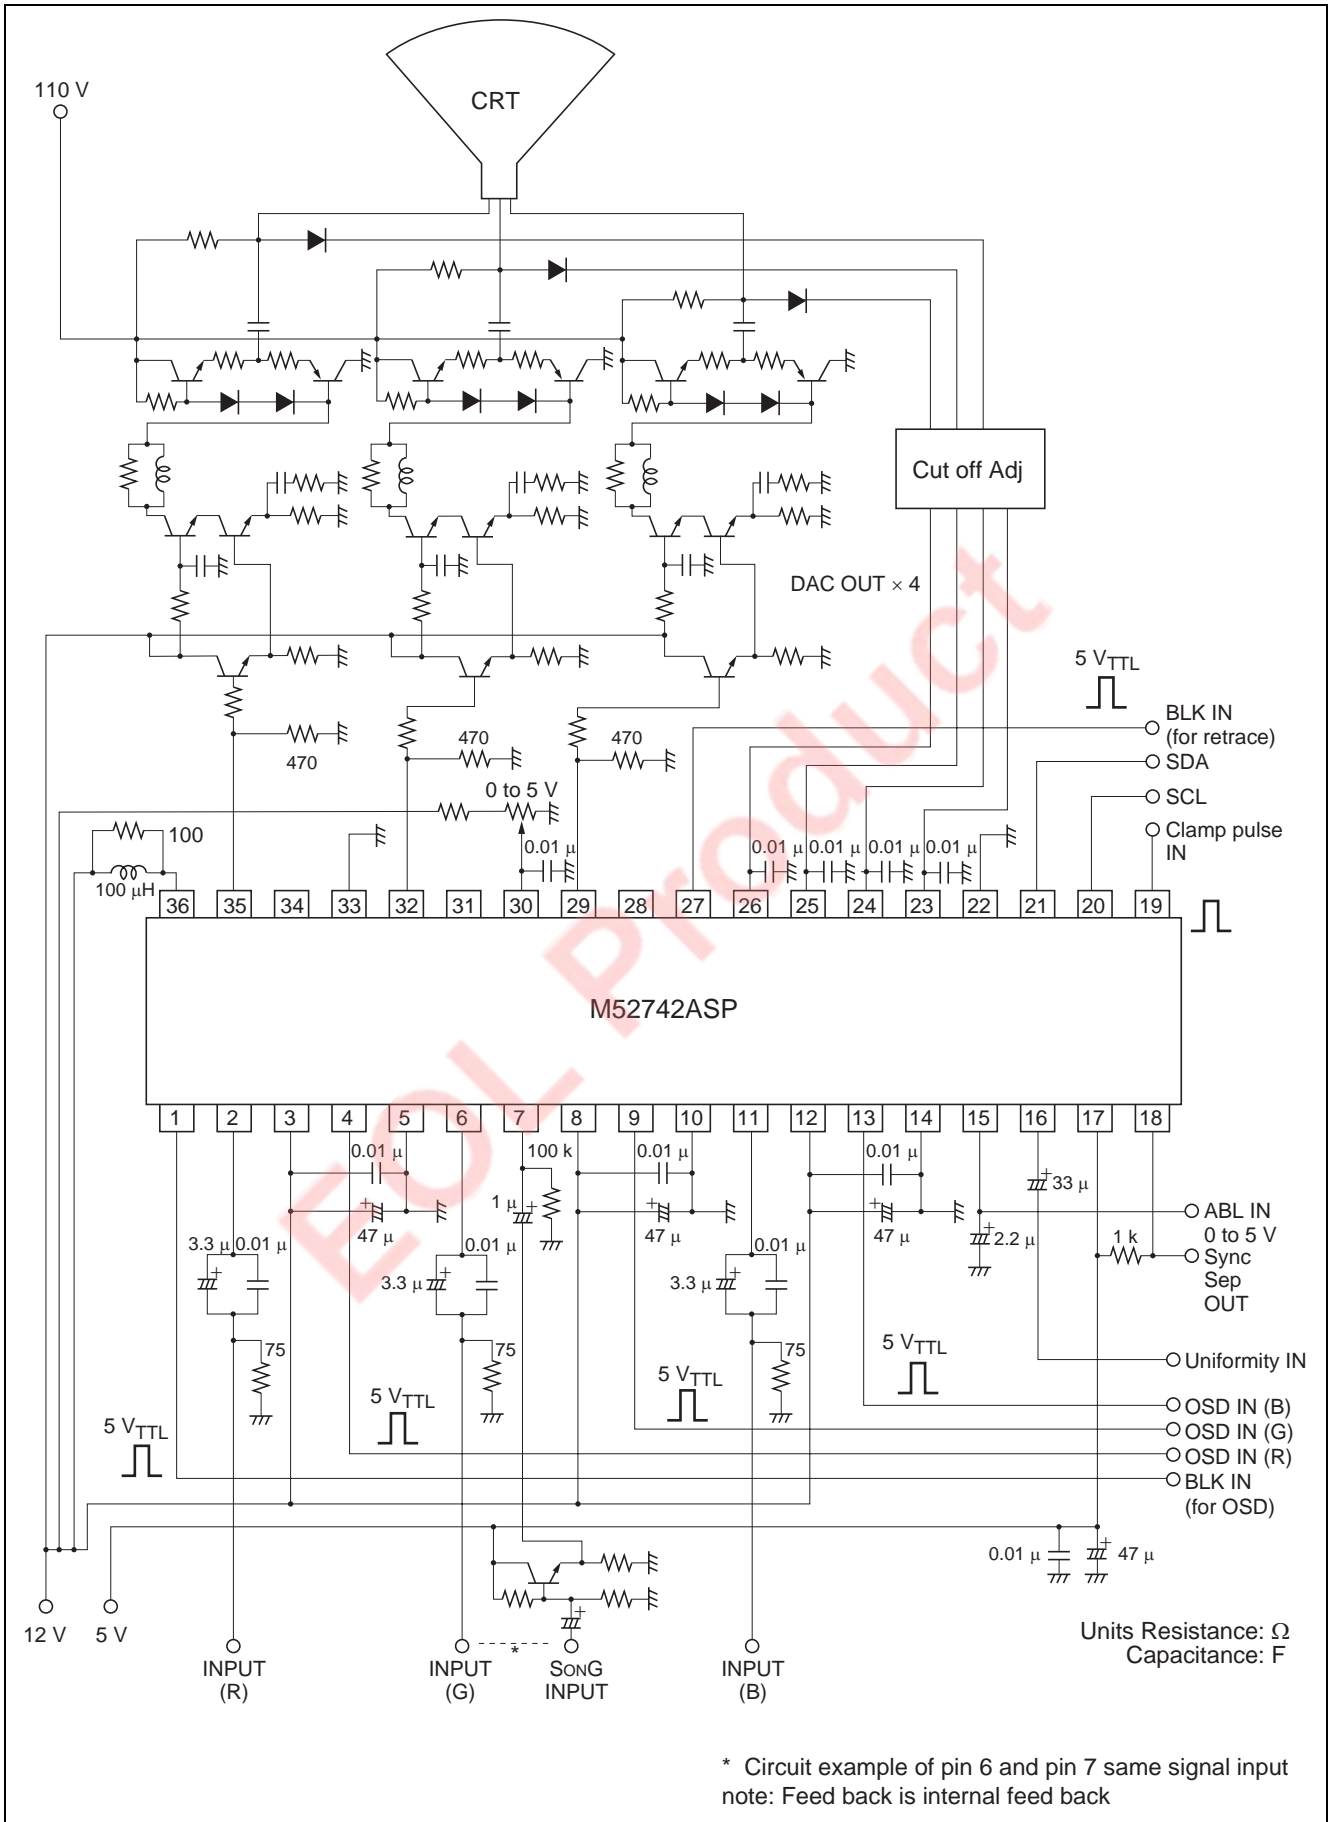 CRT
110 V
Cut off Adj
DAC OUT × 4
5 VTTL
BLK IN
(for retrace)
SDA
SCL
Clamp pulse
IN
470
470
470
0 to 5 V
100
100 μH
0.01 μ
0.01 μ
0.01 μ
0.01 μ
0.01 μ
36
35
34
33
32
31
30
29
28
27
26
25
24
23
22
21
20
19
M52742ASP
EOL Product
1
2
3
4
5
6
7
8
9
10
11
12
13
14
15
16
17
18
0.01 μ
100 k
0.01 μ
0.01 μ
+
33 μ
+
47 μ
1 μ
+
+
47 μ
+
47 μ
ABL IN
0 to 5 V
+
2.2 μ
1 k
Sync
Sep
OUT
3.3 μ
0.01 μ
+
3.3 μ
0.01 μ
+
3.3 μ
0.01 μ
+
75
75
75
Uniformity IN
5 VTTL
5 VTTL
5 VTTL
5 VTTL
OSD IN (B)
OSD IN (G)
OSD IN (R)
BLK IN
(for OSD)
0.01 μ
+
47 μ
12 V
5 V
+
*
INPUT
(R)
INPUT
(G)
SONG
INPUT
INPUT
(B)
Units Resistance: Ω
Capacitance: F
* Circuit example of pin 6 and pin 7 same signal input
note: Feed back is internal feed back